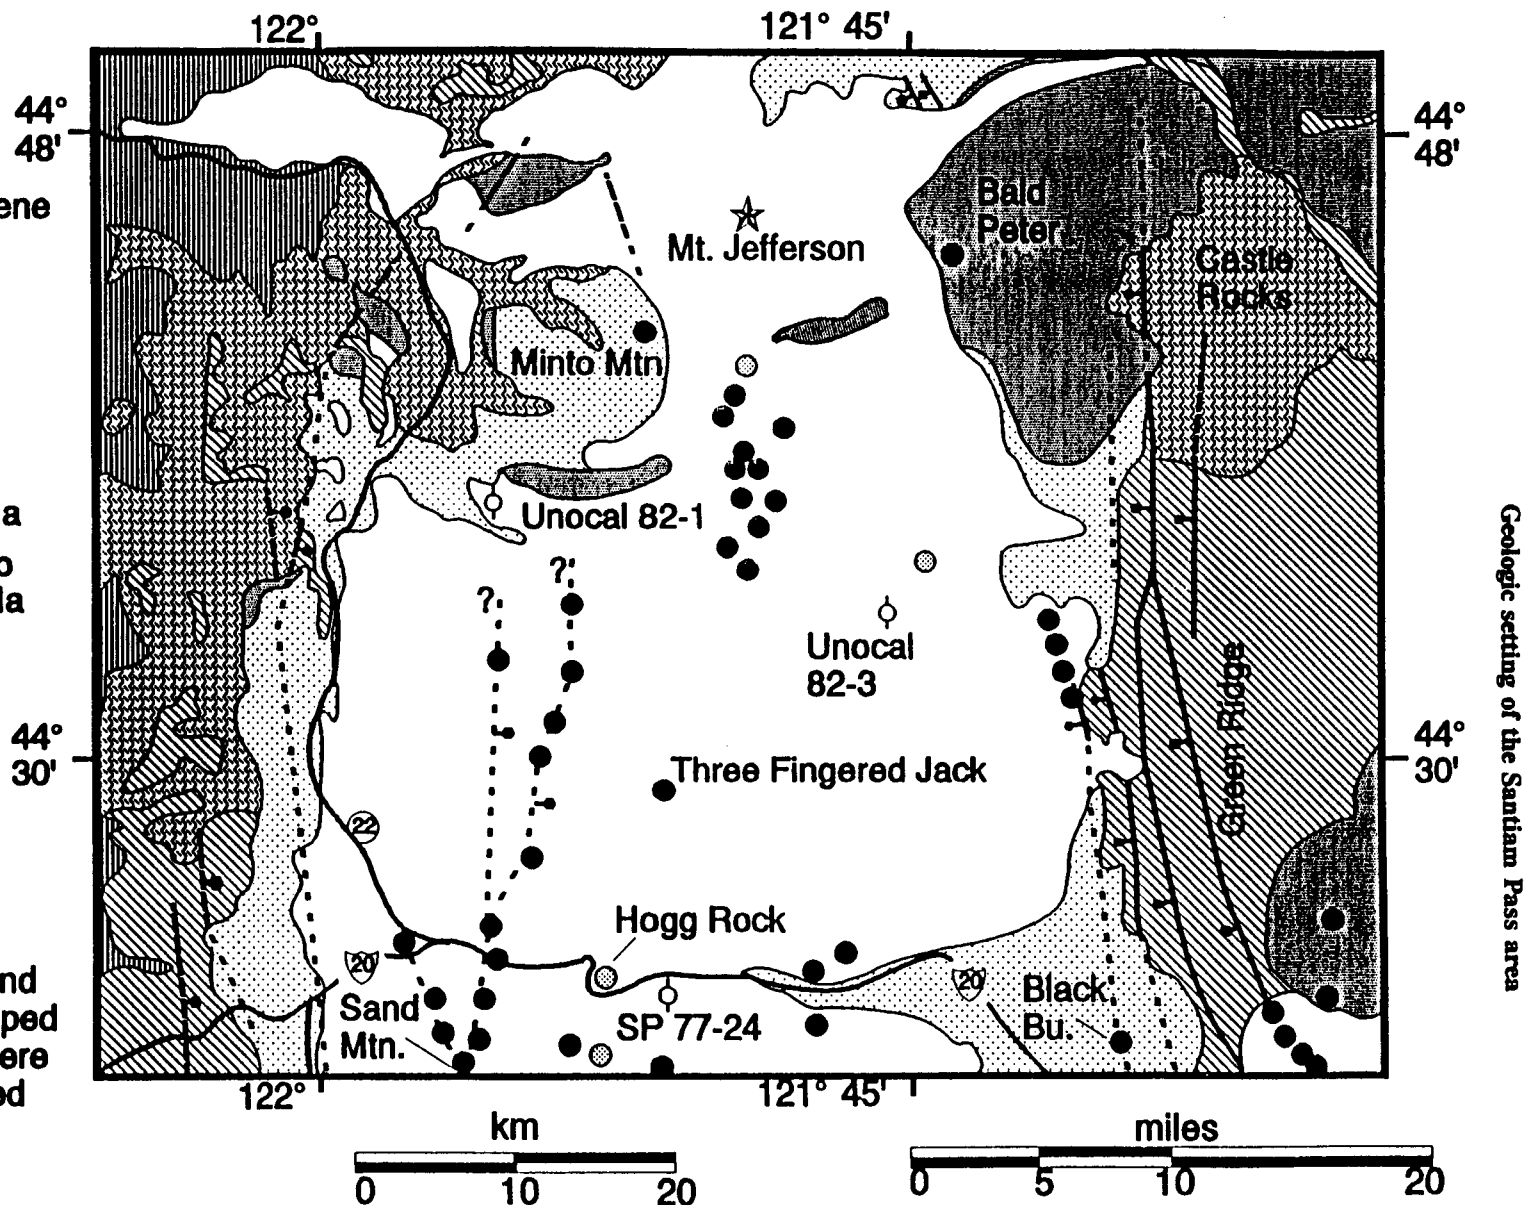 122°
121° 45'
44°
48'
44°
48'
ene
Bald
Peter
Mt. Jefferson
Castle
Rocks
Minto Mtn
a
Unocal 82-1
o
la
?
?
Unocal
82-3
Green Ridge
Geologic setting of the Santiam Pass area
44°
30'
44°
30'
Three Fingered Jack
22
Hogg Rock
20
20
nd
Sand
Mtn.
SP 77-24
Black
Bu.
ped
ere
ed
122°
121° 45'
km
miles
0 10 20
0 5 10 20